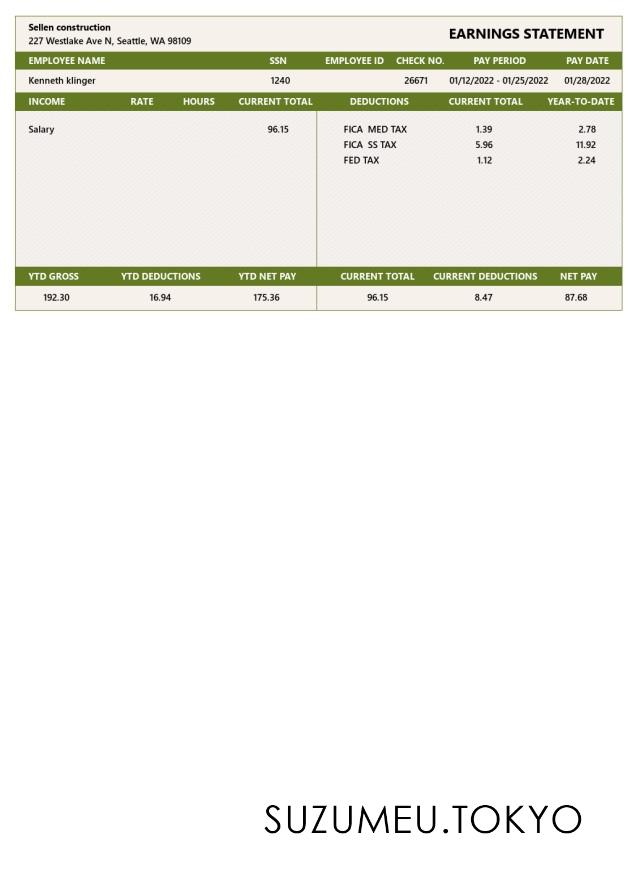 Sellen construction
227 Westlake Ave N, Seattle, WA 98109
EARNINGS STATEMENT
EMPLOYEE NAME SSN EMPLOYEE ID CHECK NO. PAY PERIOD PAY DATE
Kenneth klinger 1240 26671 01/12/2022 - 01/25/2022 01/28/2022
INCOME RATE HOURS CURRENT TOTAL DEDUCTIONS CURRENT TOTAL YEAR-TO-DATE
Salary 96.15 FICA MED TAX 1.39 2.78
FICA SS TAX 5.96 11.92
FED TAX 1.12 2.24
YTD GROSS YTD DEDUCTIONS YTD NET PAY CURRENT TOTAL CURRENT DEDUCTIONS NET PAY
192.30 16.94 175.36 96.15 8.47 87.68
SUZUMEU.TOKYO